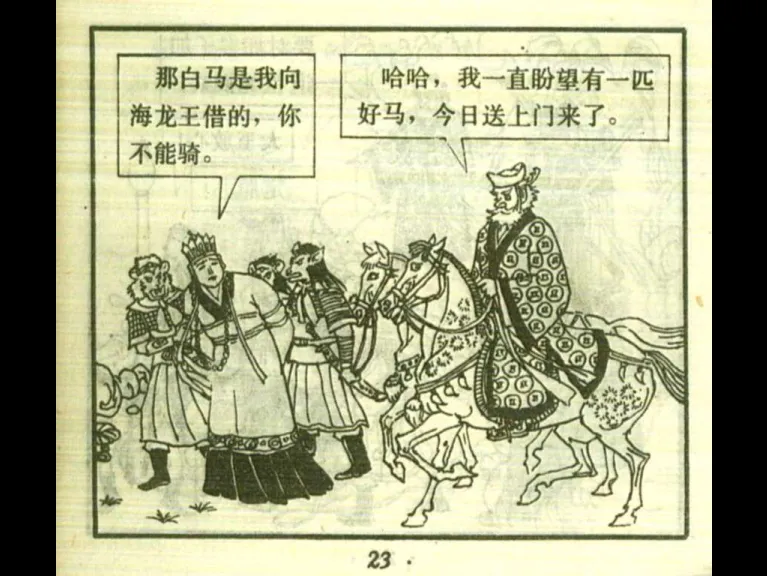 那白马是我向
海龙王借的，你
不能骑。
哈哈，我一直盼望有一匹
好马，今日送上门来了。
23